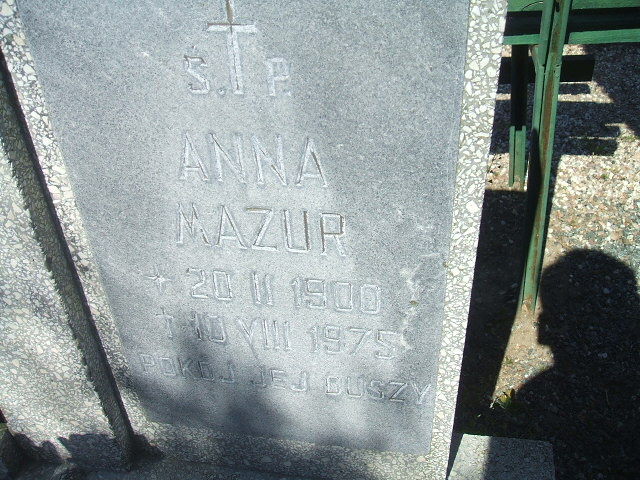 Ś. P.
ANNA
MAZUR
* 20 II 1900
† 10 VIII 1975
POKÓJ JEJ DUSZY